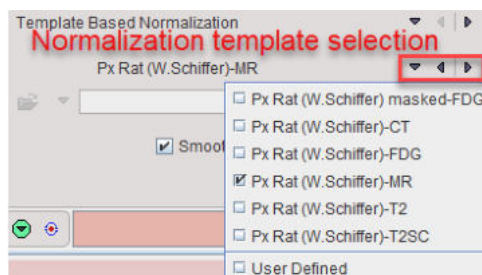 Template Based Normalization
Normalization template selection
Px Rat (W.Schiffer)-MR
Px Rat (W.Schiffer) masked-FDG
Px Rat (W.Schiffer)-CT
Smoot
Px Rat (W.Schiffer)-FDG
Px Rat (W.Schiffer)-MR
Px Rat (W.Schiffer)-T2
Px Rat (W.Schiffer)-T2SC
User Defined